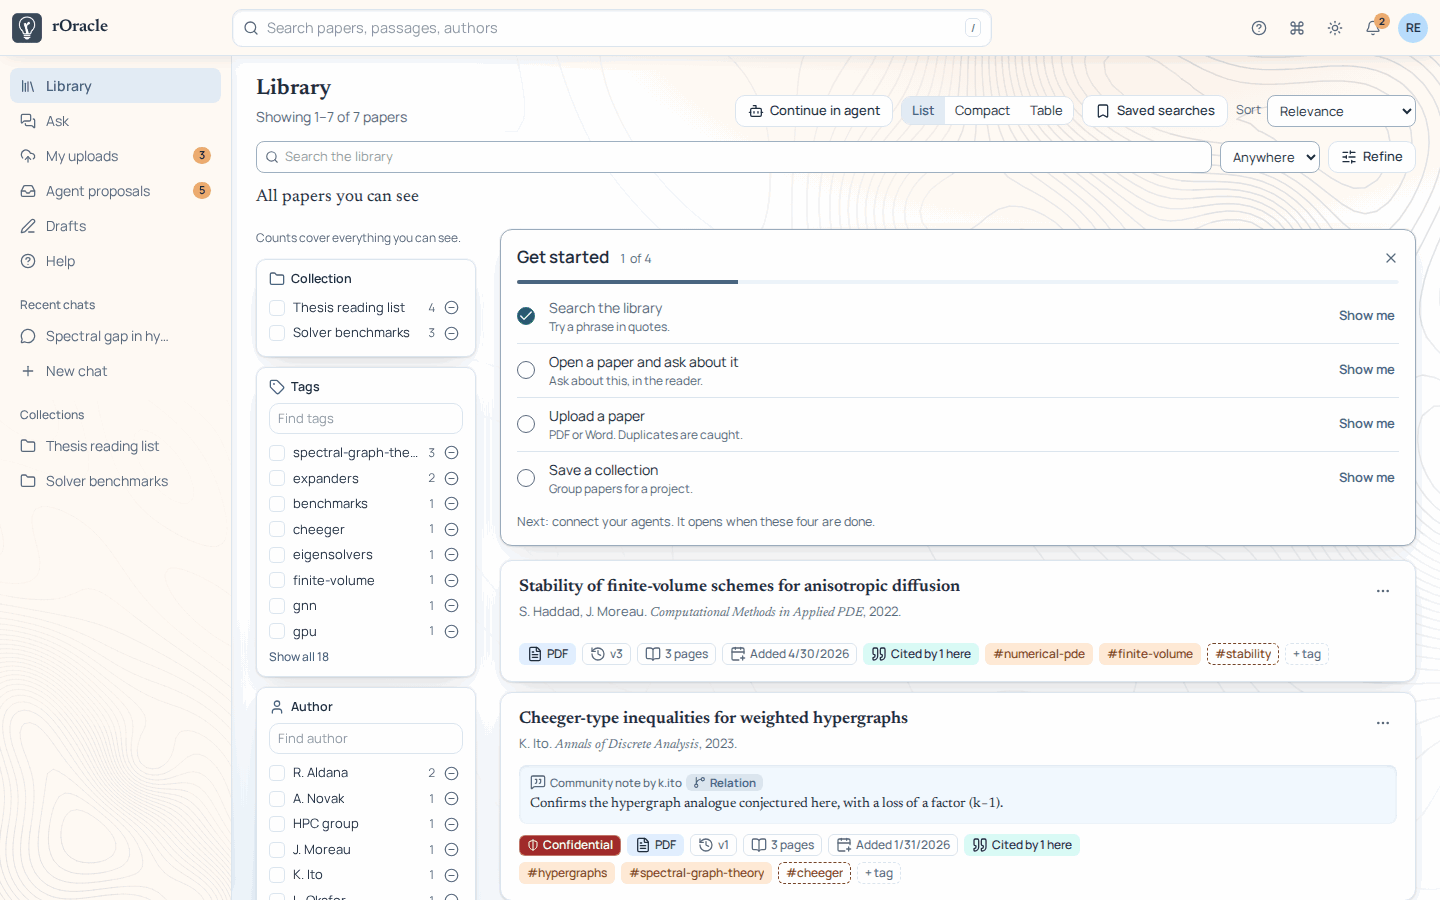 rOracle
Search papers, passages, authors
/
2
RE
Library
Ask
My uploads
3
Agent proposals
5
Drafts
Help
Recent chats
Spectral gap in hy...
New chat
Collections
Thesis reading list
Solver benchmarks
Library
Showing 1–7 of 7 papers
Continue in agent
List
Compact
Table
Saved searches
Sort
Relevance
Search the library
Anywhere
Refine
All papers you can see
Counts cover everything you can see.
Collection
Thesis reading list 4
Solver benchmarks 3
Tags
Find tags
spectral-graph-the... 3
expanders 2
benchmarks 1
cheeger 1
eigensolvers 1
finite-volume 1
gnn 1
gpu 1
Show all 18
Author
Find author
R. Aldana 2
A. Novak 1
HPC group 1
J. Moreau 1
K. Ito 1
L. Okafor 1
Get started 1 of 4
Search the library
Try a phrase in quotes.
Show me
Open a paper and ask about it
Ask about this, in the reader.
Show me
Upload a paper
PDF or Word. Duplicates are caught.
Show me
Save a collection
Group papers for a project.
Show me
Next: connect your agents. It opens when these four are done.
Stability of finite-volume schemes for anisotropic diffusion
S. Haddad, J. Moreau. Computational Methods in Applied PDE, 2022.
PDF v3 3 pages Added 4/30/2026 Cited by 1 here #numerical-pde #finite-volume #stability + tag
Cheeger-type inequalities for weighted hypergraphs
K. Ito. Annals of Discrete Analysis, 2023.
Community note by k.ito Relation
Confirms the hypergraph analogue conjectured here, with a loss of a factor (k−1).
Confidential PDF v1 3 pages Added 1/31/2026 Cited by 1 here
#hypergraphs #spectral-graph-theory #cheeger + tag